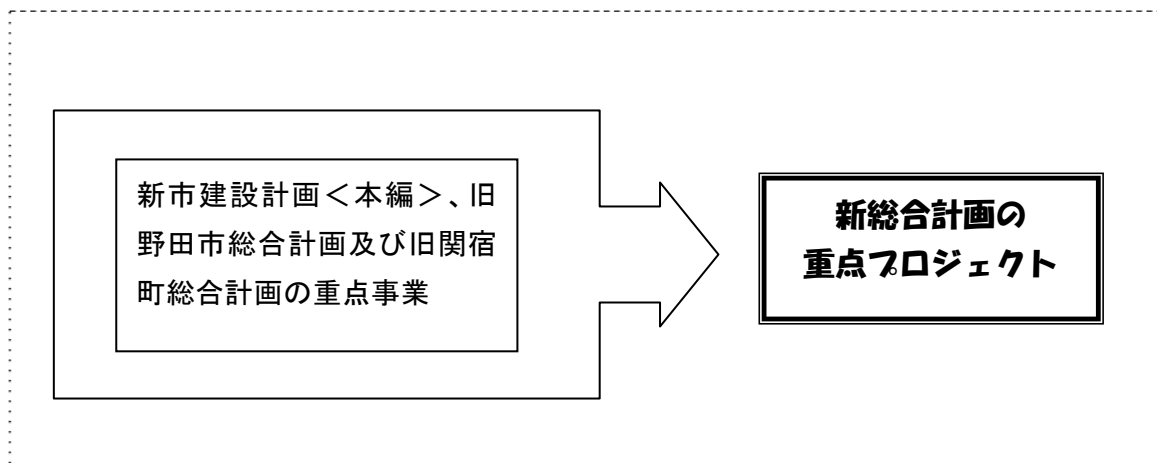 新市建設計画＜本編＞、旧
野田市総合計画及び旧関宿
町総合計画の重点事業
新総合計画の
重点プロジェクト